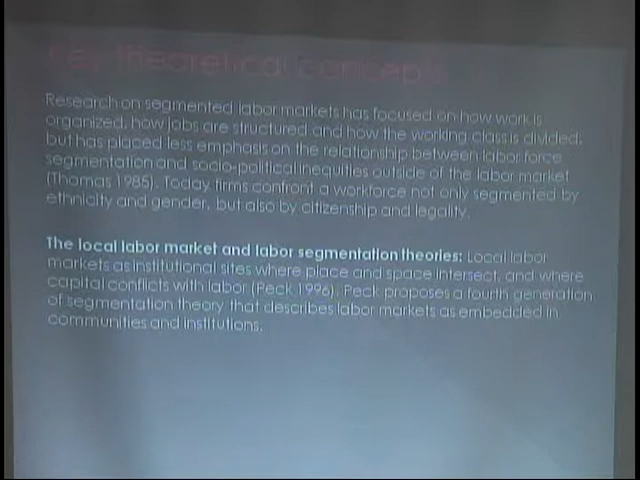 Key theoretical concepts
Research on segmented labor markets has focused on how work is
organized, how jobs are structured and how the working class is divided;
but has placed less emphasis on the relationship between labor force
segmentation and socio-political inequities outside of the labor market
(Thomas 1985). Today firms confront a workforce not only segmented by
ethnicity and gender, but also by citizenship and legality.
The local labor market and labor segmentation theories: Local labor
markets as institutional sites where place and space intersect, and where
capital conflicts with labor (Peck 1996). Peck proposes a fourth generation
of segmentation theory that describes labor markets as embedded in
communities and institutions.